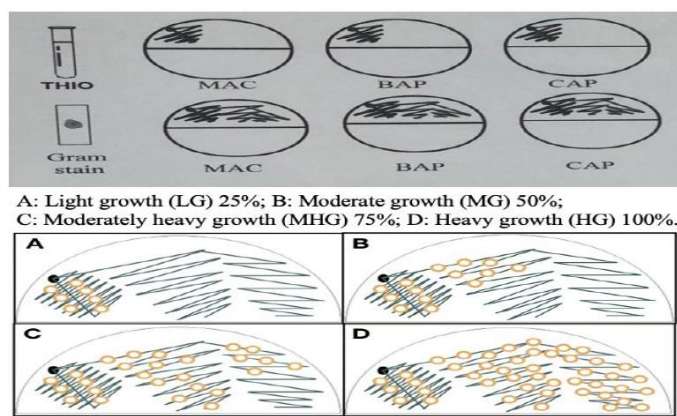 THIO MAC BAP CAP
Gram
stain MAC BAP CAP
A: Light growth (LG) 25%; B: Moderate growth (MG) 50%;
C: Moderately heavy growth (MHG) 75%; D: Heavy growth (HG) 100%.
A B
C D